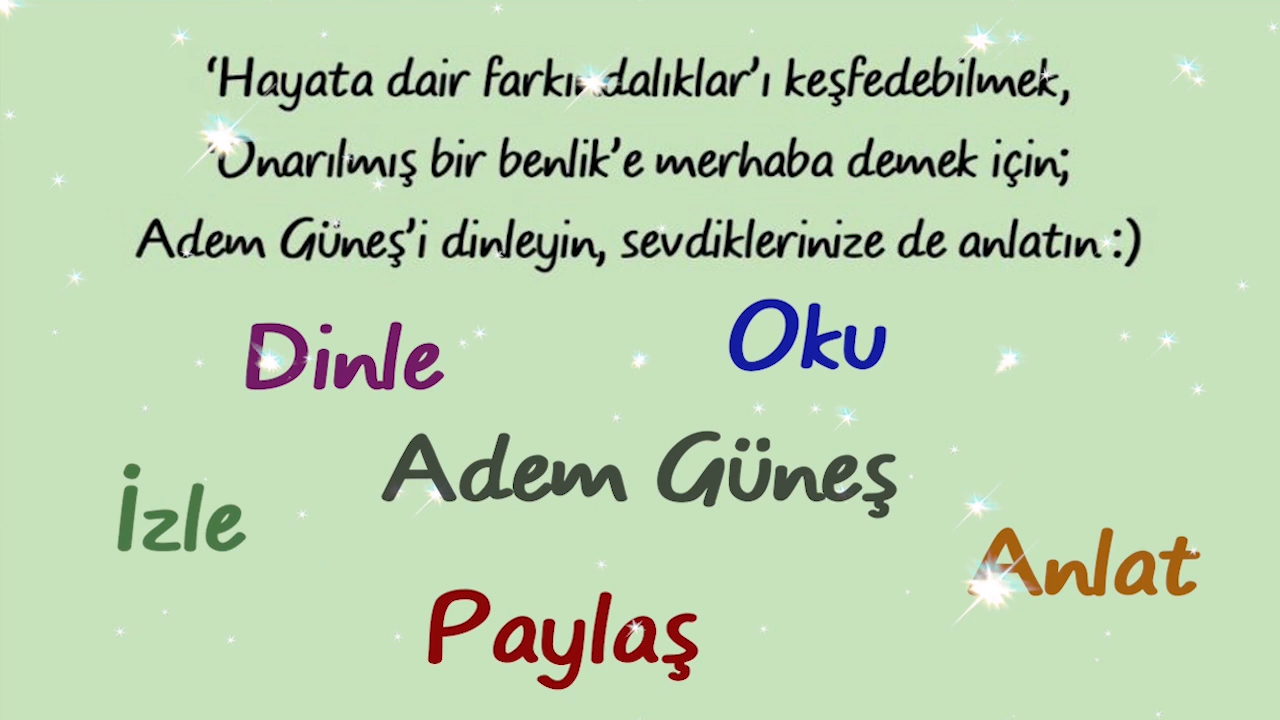 ‘Hayata dair farkındalıklar’ı keşfedebilmek,
‘Onarılmış bir benlik’e merhaba demek için;
Adem Güneş’i dinleyin, sevdiklerinize de anlatın :)
Dinle
Oku
Adem Güneş
İzle
Anlat
Paylaş